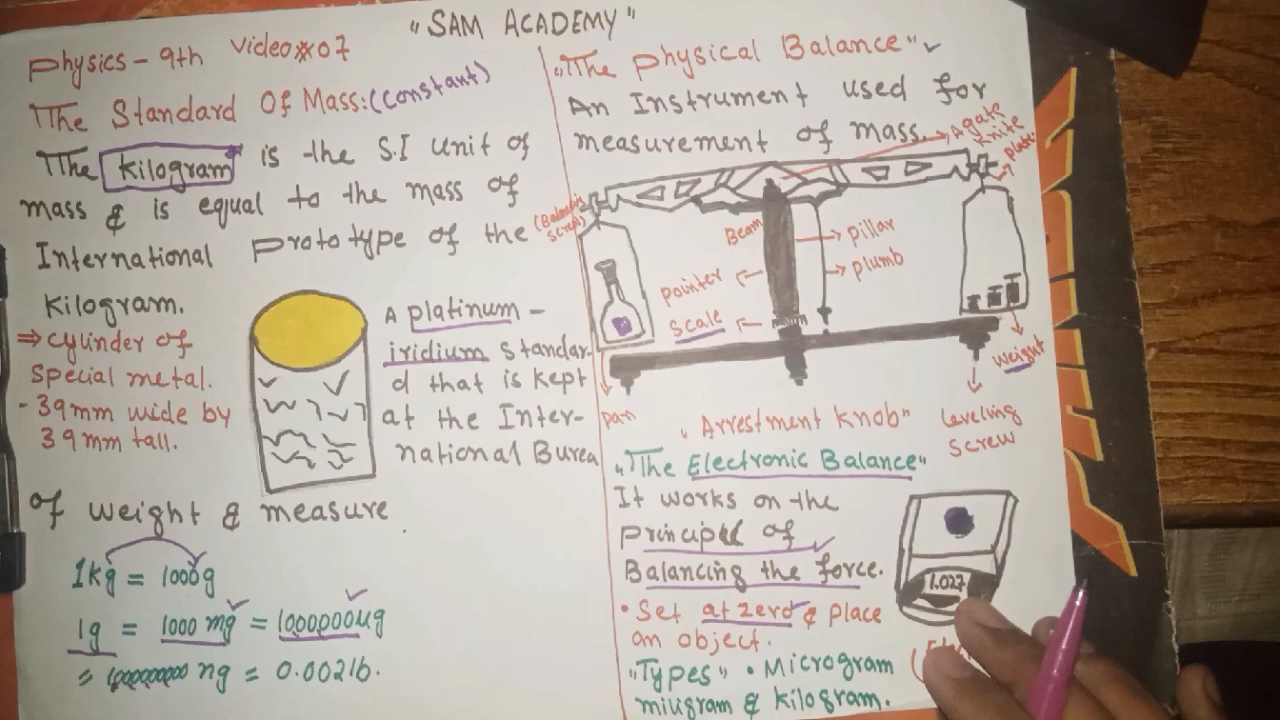 "SAM ACADEMY"
Physics - 9th Video 07
The Standard Of Mass: (Constant)
The kilogram is the S.I Unit of
mass & is equal to the mass of
International prototype of the
kilogram.
⇒ cylinder of
special metal.
- 39mm wide by
39mm tall.
A platinum -
iridium standar-
d that is kept
at the Inter-
national Burea
of weight & measure
1kg = 1000g
1g = 1000 mg = 1000000ug
= ng = 0.002lb.
"The Physical Balance"
An Instrument used for
measurement of mass.
Agate
Knite
Plate
screw)
Beam
Pillar
plumb
pointer
scale
weight
Pan
"Arrestment Knob"
Leveling
screw
"The Electronic Balance"
It works on the
principle of
Balancing the force.
• Set at zero & place
an object.
1.027
"Types" • Microgram
miligram & kilogram.